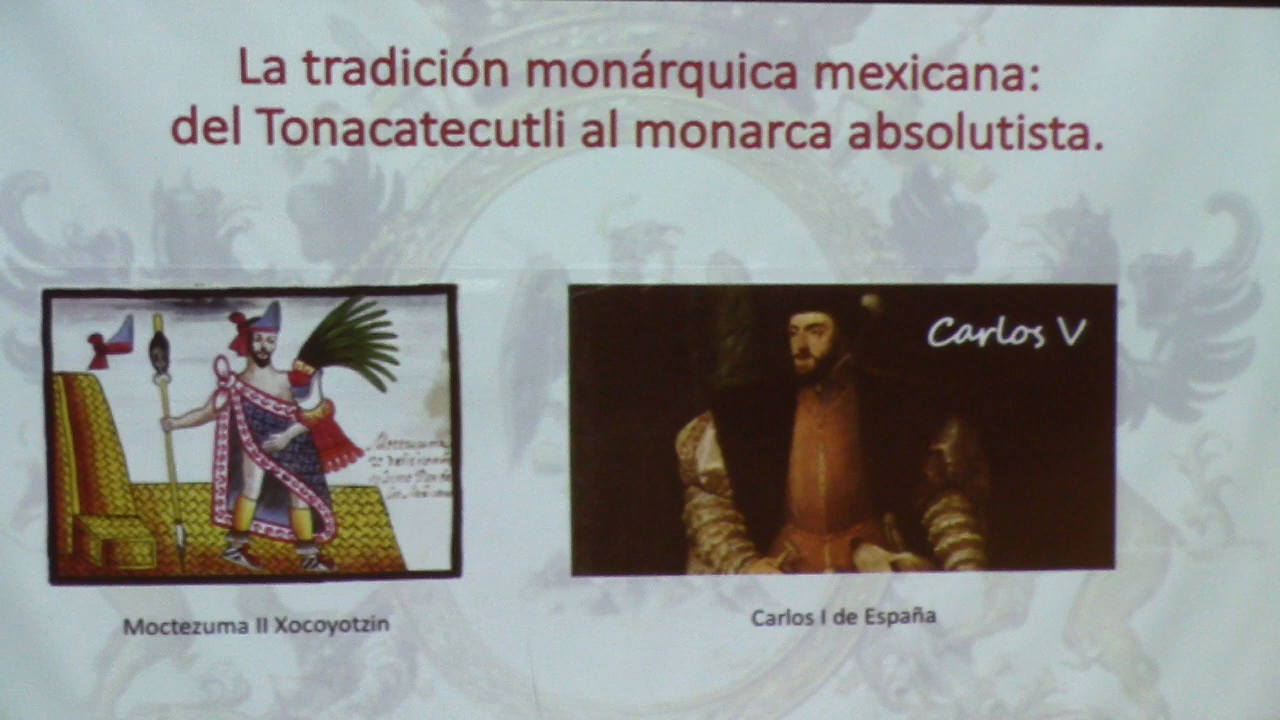 La tradición monárquica mexicana:
del Tonacatecutli al monarca absolutista.
Carlos V
Moctezuma II Xocoyotzin
Carlos I de España